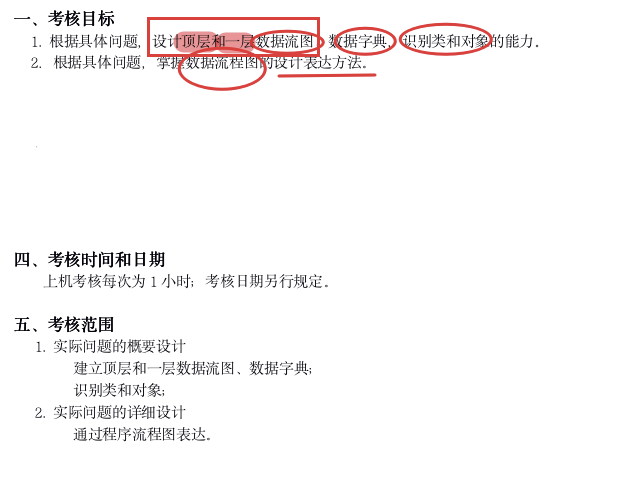 一、考核目标
1. 根据具体问题，设计顶层和一层数据流图、数据字典，识别类和对象的能力。
2. 根据具体问题，掌握数据流程图的设计表达方法。
四、考核时间和日期
上机考核每次为 1 小时；考核日期另行规定。
五、考核范围
1. 实际问题的概要设计
建立顶层和一层数据流图、数据字典；
识别类和对象；
2. 实际问题的详细设计
通过程序流程图表达。